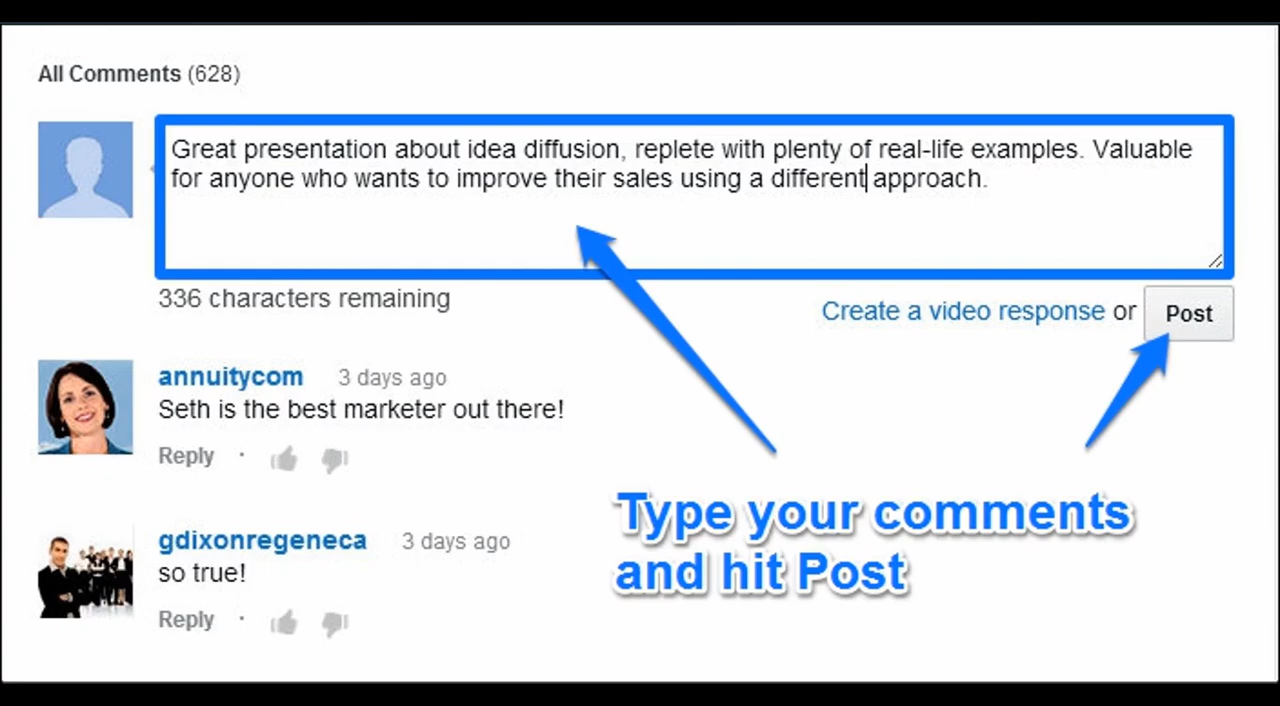 All Comments (628)
Great presentation about idea diffusion, replete with plenty of real-life examples. Valuable
for anyone who wants to improve their sales using a different approach.
336 characters remaining
Create a video response or Post
annuitycom 3 days ago
Seth is the best marketer out there!
Reply ·
gdixonregeneca 3 days ago
so true!
Reply ·
Type your comments
and hit Post